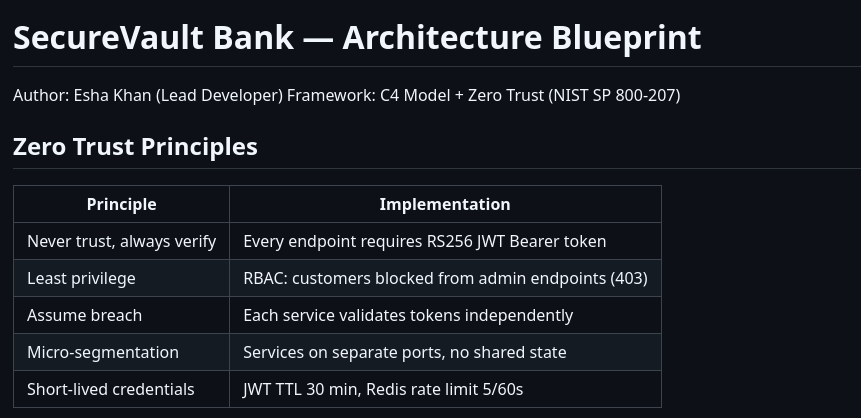 SecureVault Bank — Architecture Blueprint
Author: Esha Khan (Lead Developer) Framework: C4 Model + Zero Trust (NIST SP 800-207)
Zero Trust Principles
Principle Implementation
Never trust, always verify Every endpoint requires RS256 JWT Bearer token
Least privilege RBAC: customers blocked from admin endpoints (403)
Assume breach Each service validates tokens independently
Micro-segmentation Services on separate ports, no shared state
Short-lived credentials JWT TTL 30 min, Redis rate limit 5/60s